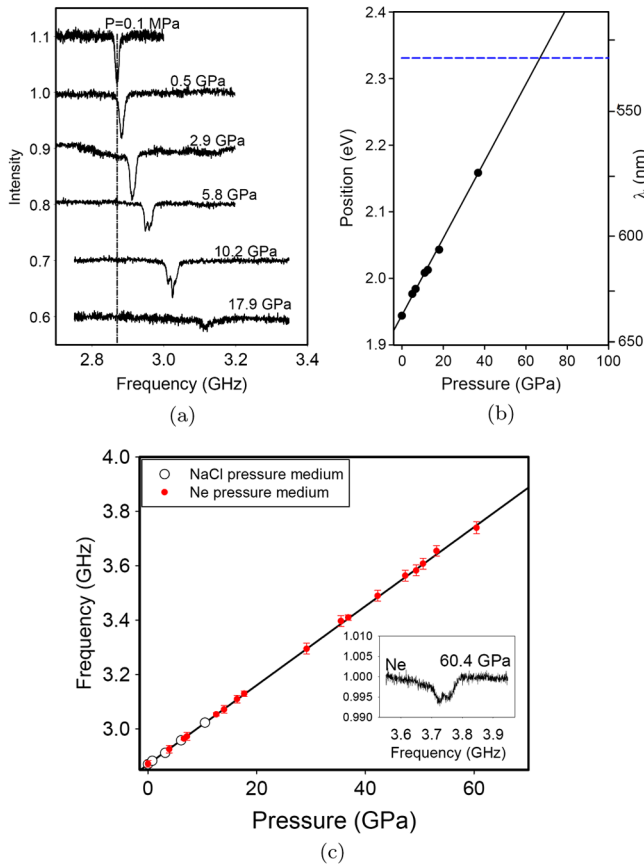 1.1
1.0
0.9
0.8
0.7
0.6
Intensity
P=0.1 MPa
0.5 GPa
2.9 GPa
5.8 GPa
10.2 GPa
17.9 GPa
2.8 3.0 3.2 3.4
Frequency (GHz)
(a)
2.4
2.3
2.2
2.1
2.0
1.9
Position (eV)
550
600
650
λ (nm)
0 20 40 60 80 100
Pressure (GPa)
(b)
4.0
3.8
3.6
3.4
3.2
3.0
Frequency (GHz)
NaCl pressure medium
Ne pressure medium
1.010
1.005
1.000
0.995
0.990
Ne 60.4 GPa
3.6 3.7 3.8 3.9
Frequency (GHz)
0 20 40 60
Pressure (GPa)
(c)